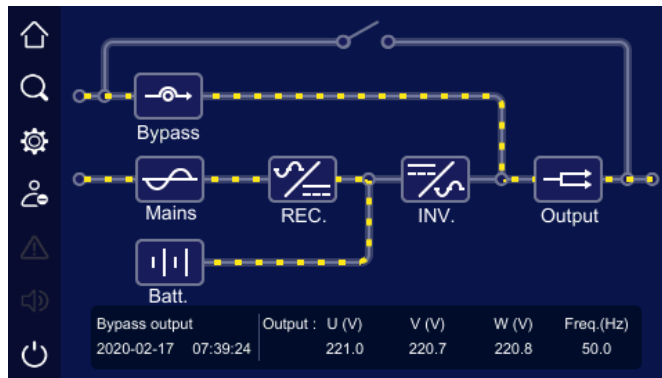 Bypass
Mains
REC.
INV.
Output
Batt.
Bypass output
Output : U (V) V (V) W (V) Freq.(Hz)
2020-02-17 07:39:24
221.0 220.7 220.8 50.0